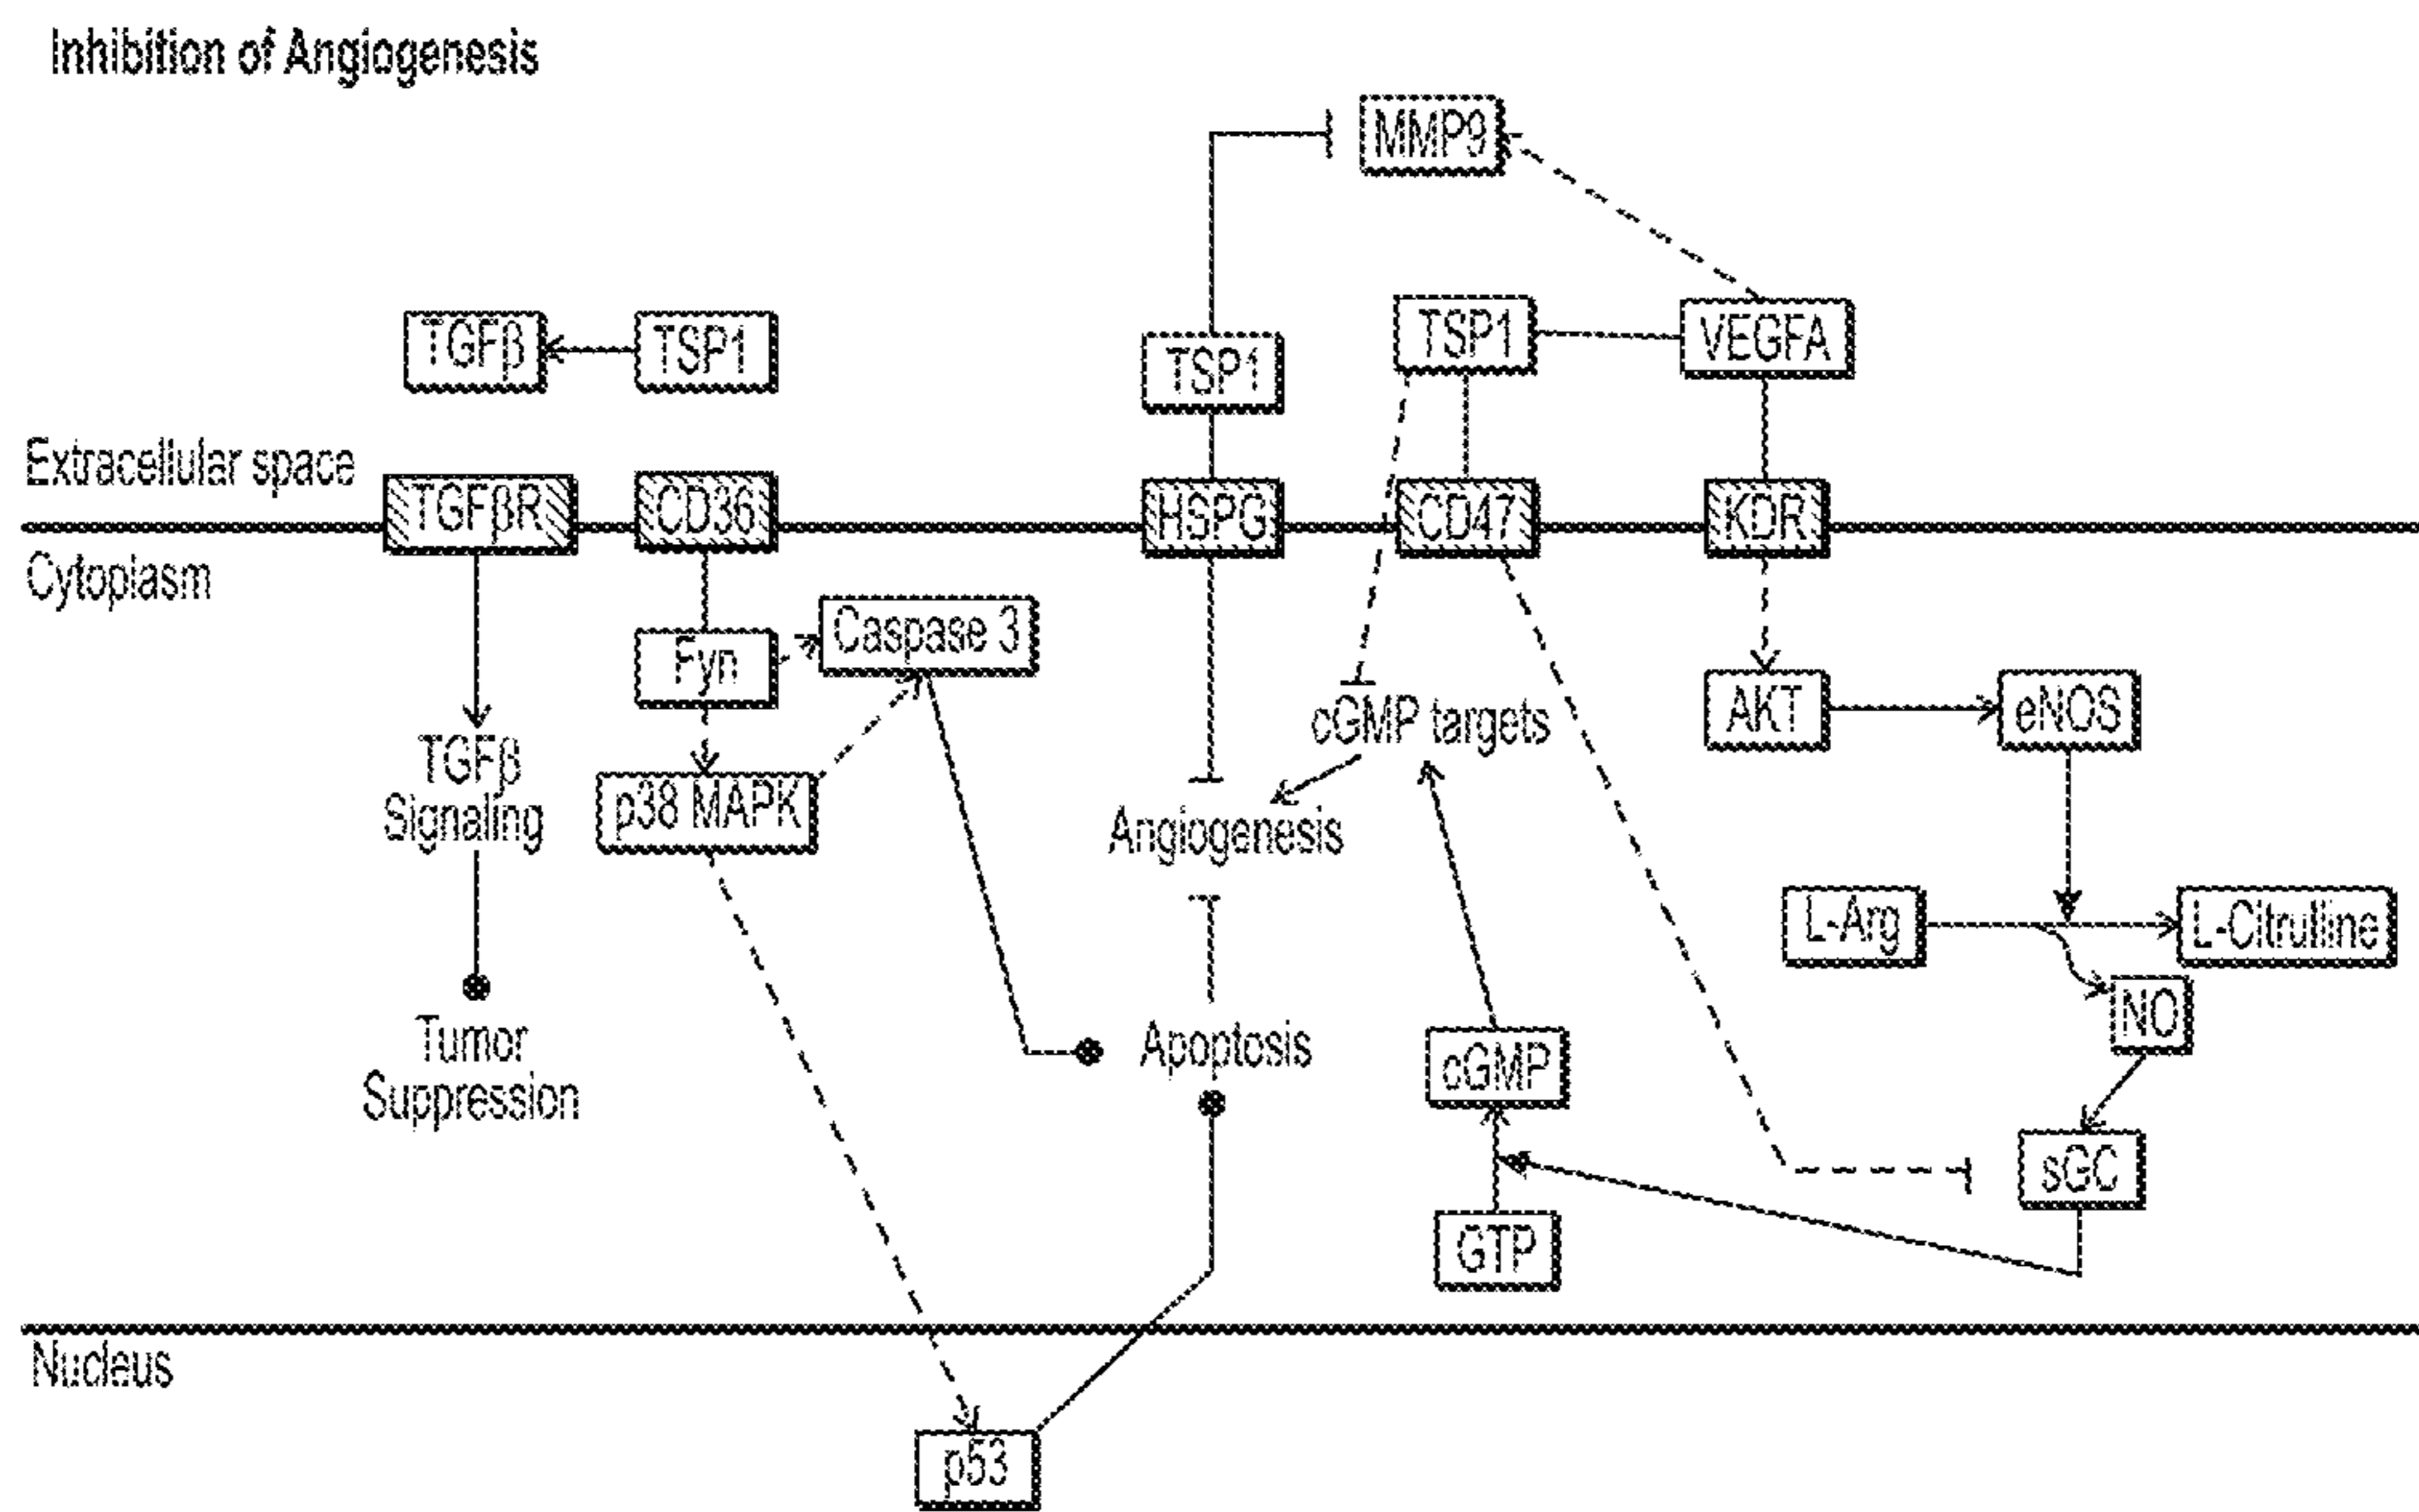 Inhibition of Angiogenesis
MMP9
TGFβ
TSP1
TSP1
TSP1
VEGFA
Extracellular space
TGFβR
CD36
HSPG
CD47
KDR
Cytoplasm
Fyn
Caspase 3
cGMP targets
AKT
eNOS
TGFβ
Signaling
p38 MAPK
Angiogenesis
L-Arg
L-Citrulline
NO
Tumor
Suppression
Apoptosis
cGMP
sGC
GTP
Nucleus
p53